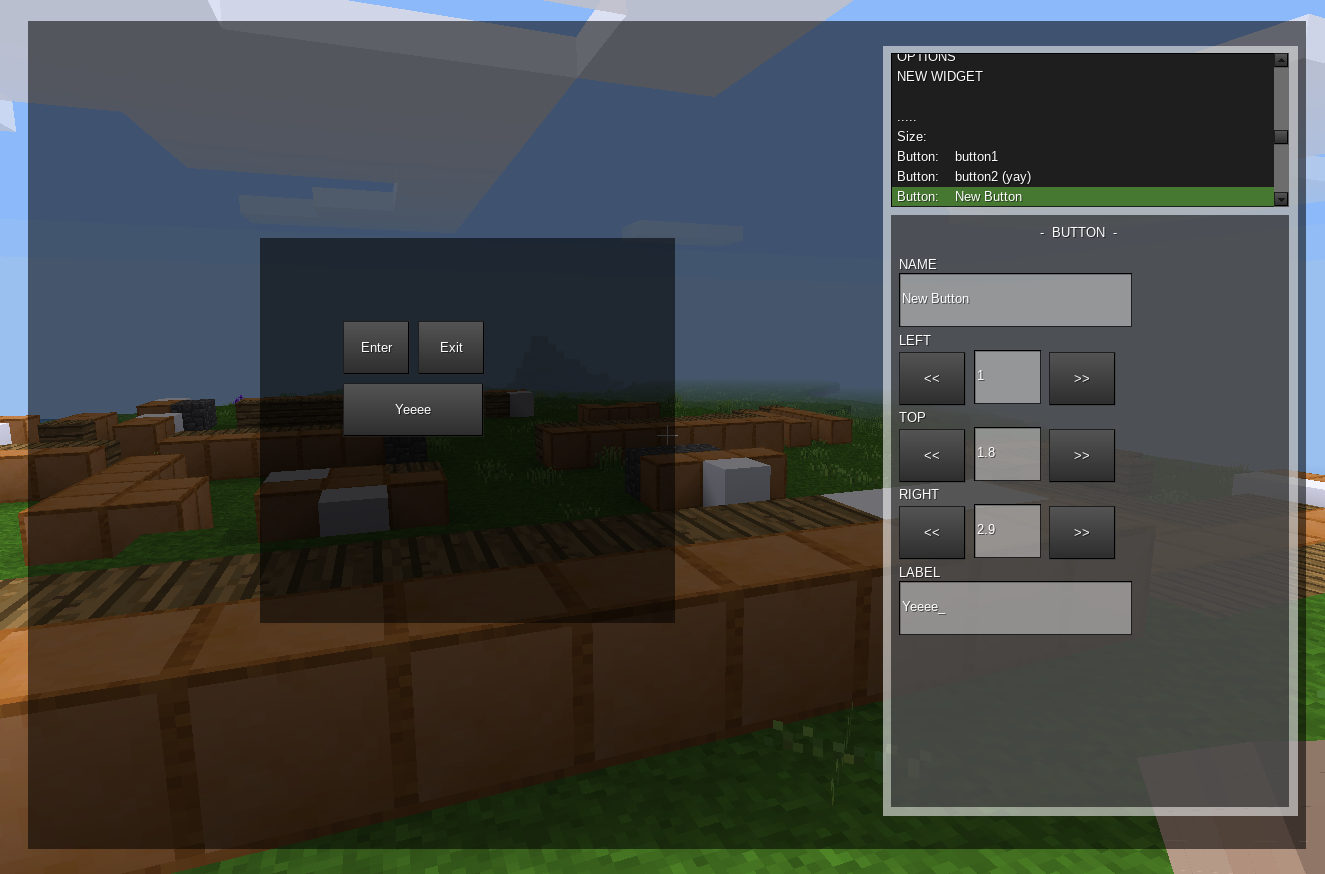 Enter Exit
Yeeee
OPTIONS
NEW WIDGET
.....
Size:
Button: button1
Button: button2 (yay)
Button: New Button
- BUTTON -
NAME
New Button
LEFT
<< 1 >>
TOP
<< 1.8 >>
RIGHT
<< 2.9 >>
LABEL
Yeeee_